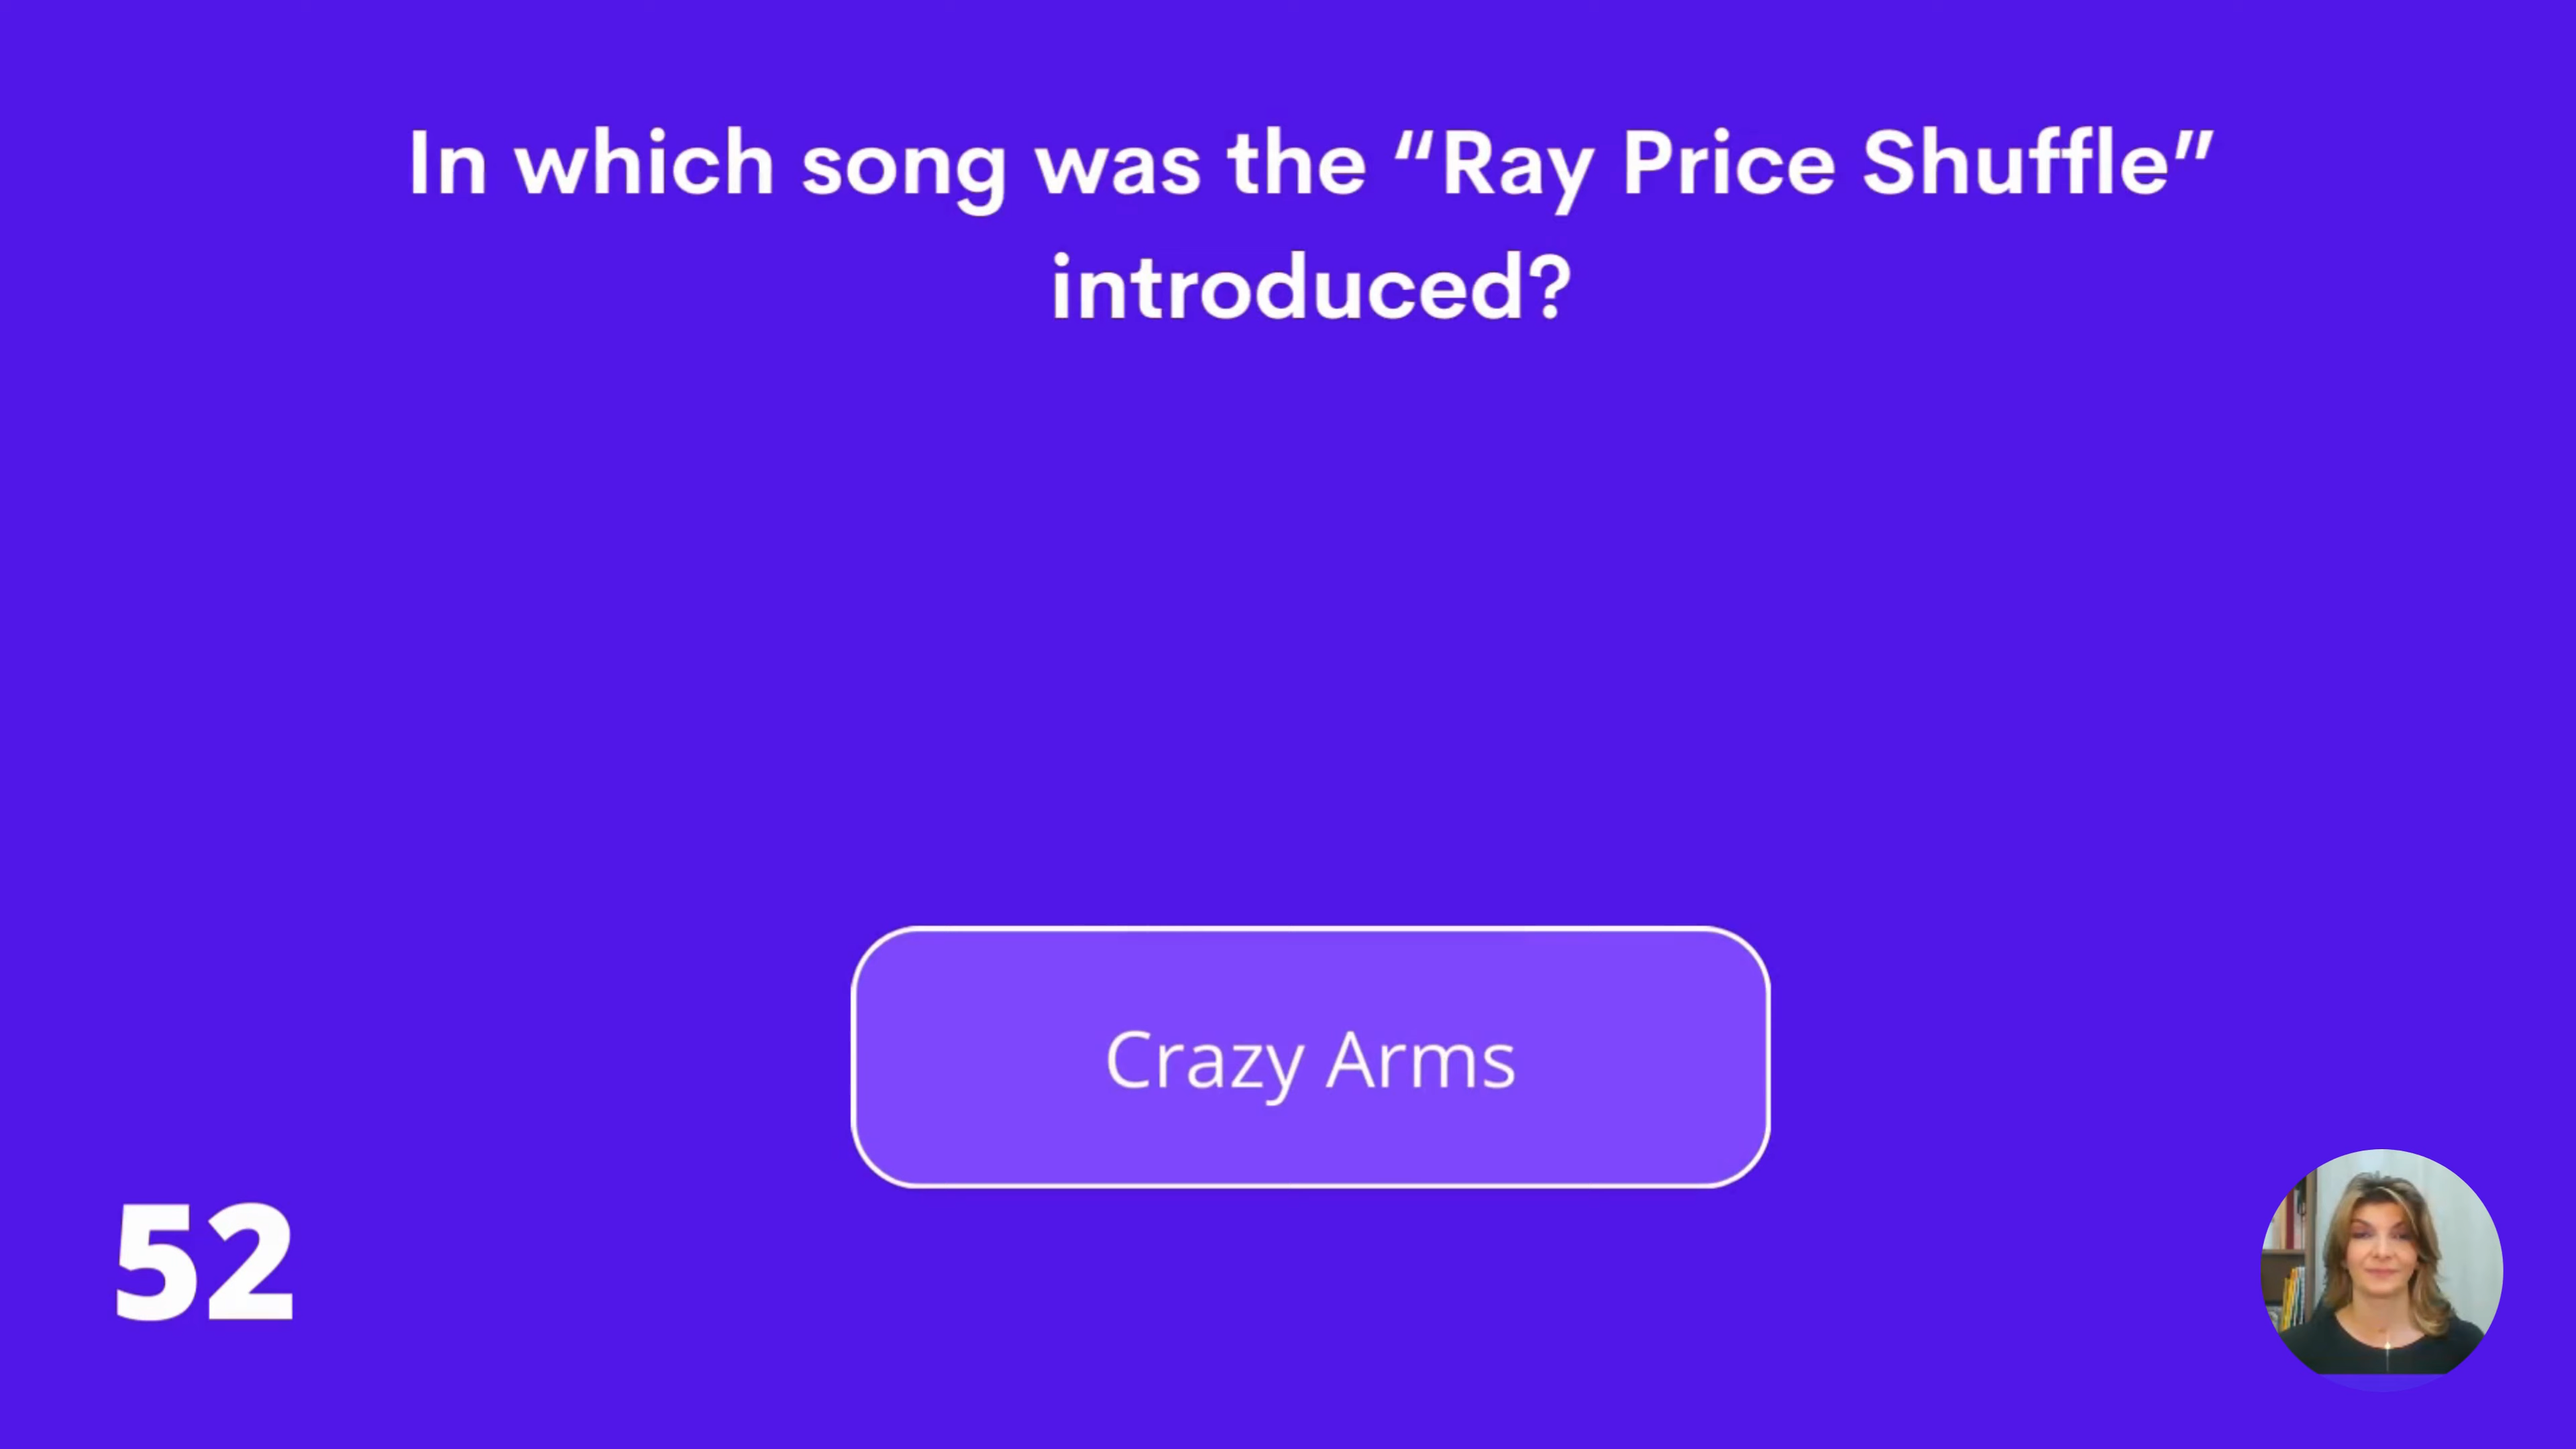 In which song was the “Ray Price Shuffle”
introduced?
Crazy Arms
52